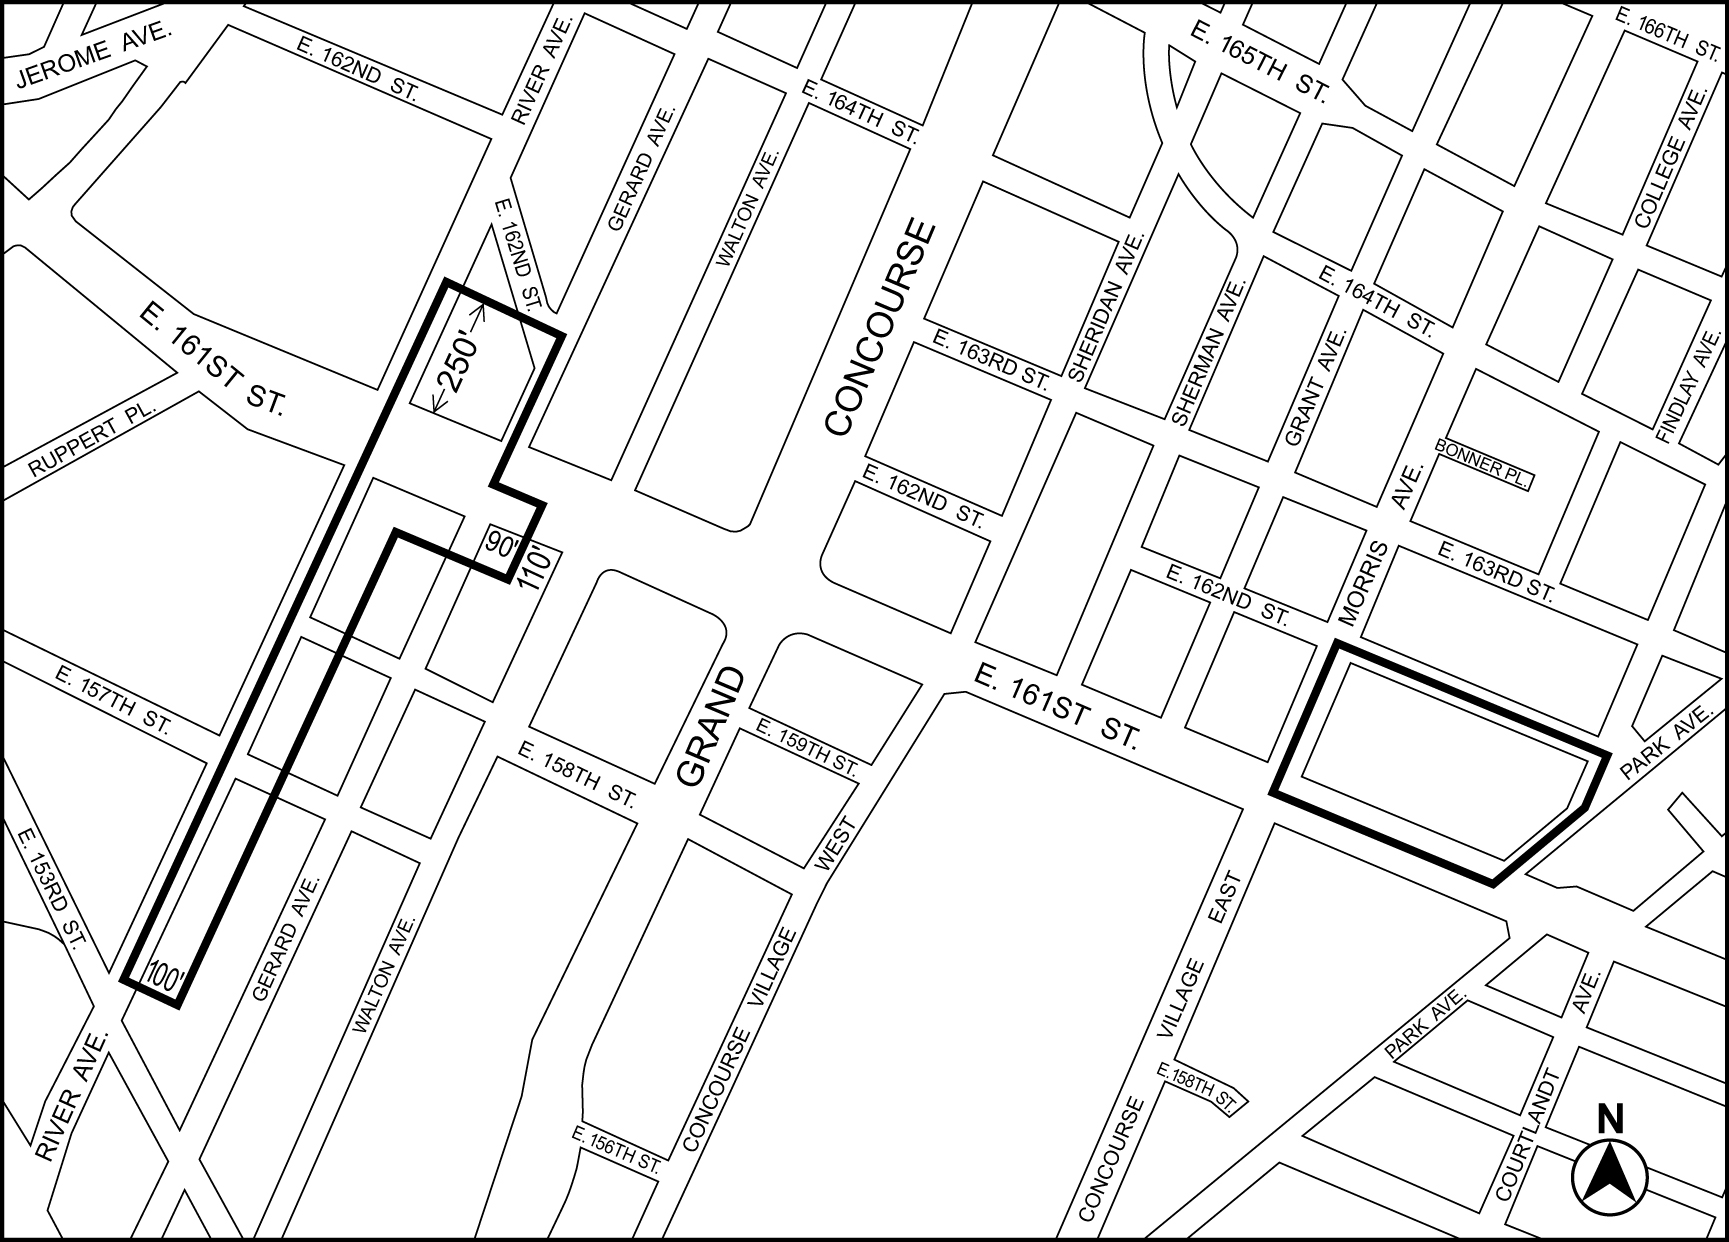 E. 166TH ST.
JEROME AVE.
E. 162ND ST.
RIVER AVE.
E. 165TH ST.
E. 164TH ST.
GERARD AVE.
WALTON AVE.
COLLEGE AVE.
E. 162ND ST.
CONCOURSE
SHERIDAN AVE.
E. 164TH ST.
SHERMAN AVE.
GRANT AVE.
FINDLAY AVE.
E. 161ST ST.
250'
E. 163RD ST.
RUPPERT PL.
BONNER PL.
MORRIS AVE.
E. 162ND ST.
90'
110'
E. 163RD ST.
E. 162ND ST.
E. 157TH ST.
GRAND
E. 161ST ST.
E. 159TH ST.
PARK AVE.
E. 158TH ST.
E. 153RD ST.
100'
GERARD AVE.
WALTON AVE.
CONCOURSE VILLAGE WEST
CONCOURSE VILLAGE EAST
RIVER AVE.
PARK AVE.
COURTLANDT AVE.
E. 158TH ST.
E. 156TH ST.
N